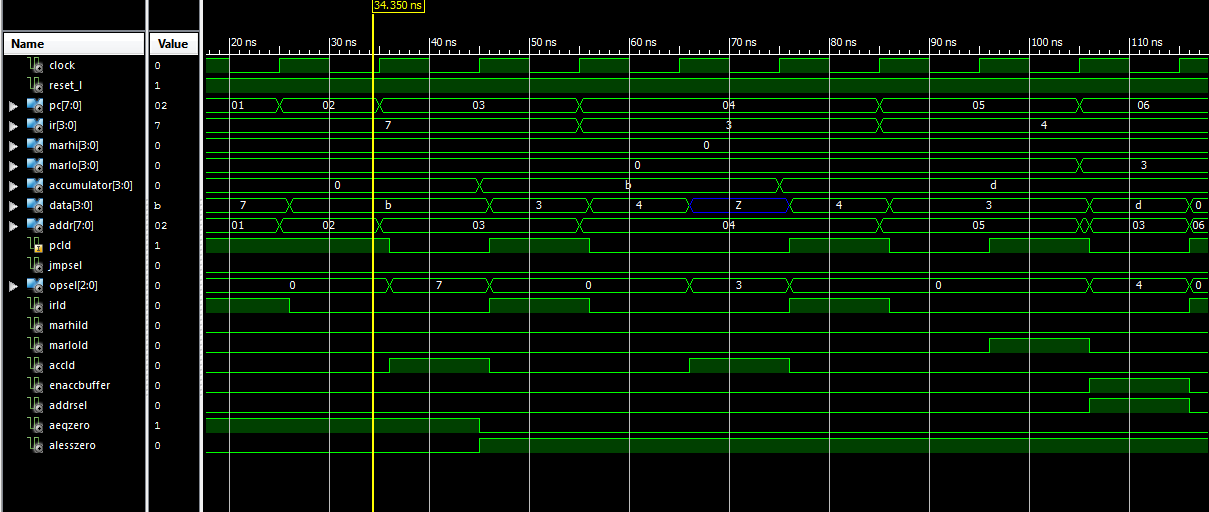 34.350 ns
Name Value 20 ns 30 ns 40 ns 50 ns 60 ns 70 ns 80 ns 90 ns 100 ns 110 ns
clock 0
reset_l 1
pc[7:0] 02 01 02 03 04 05 06
ir[3:0] 7 7 3 4
marhi[3:0] 0 0
marlo[3:0] 0 0 3
accumulator[3:0] 0 0 b d
data[3:0] b 7 b 3 4 Z 4 3 d 0
addr[7:0] 02 01 02 03 04 05 03 06
pcld 1
jmpsel 0
opsel[2:0] 0 0 7 0 3 0 4 0
irld 0
marhild 0
marlold 0
accld 0
enaccbuffer 0
addrsel 0
aeqzero 1
alesszero 0